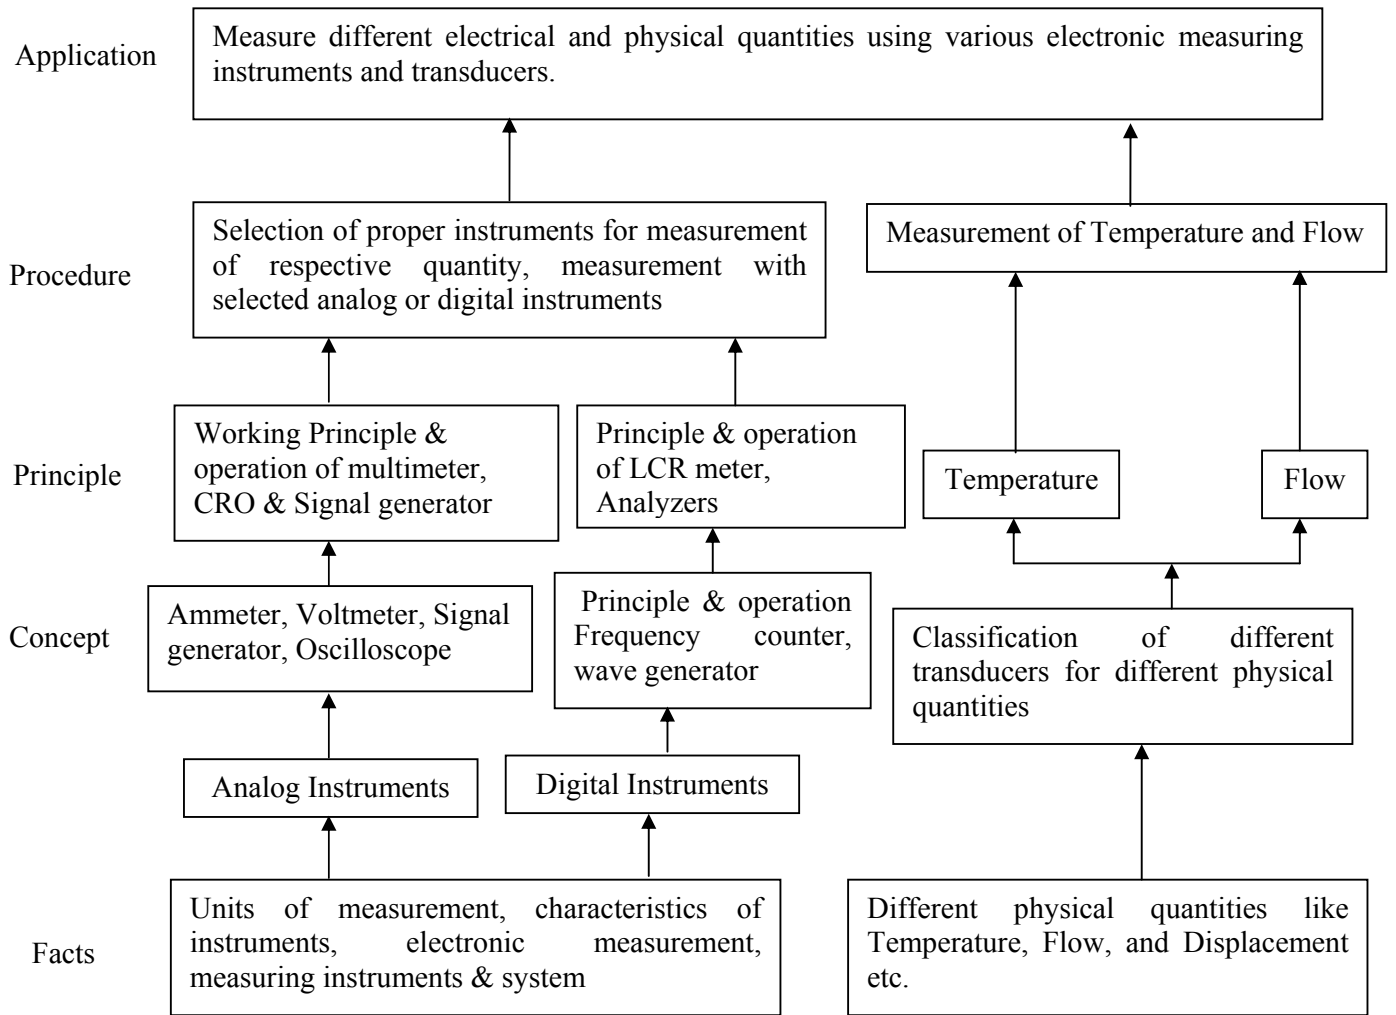 Application
Measure different electrical and physical quantities using various electronic measuring
instruments and transducers.
Procedure
Selection of proper instruments for measurement
of respective quantity, measurement with
selected analog or digital instruments
Measurement of Temperature and Flow
Principle
Working Principle &
operation of multimeter,
CRO & Signal generator
Principle & operation
of LCR meter,
Analyzers
Temperature
Flow
Concept
Ammeter, Voltmeter, Signal
generator, Oscilloscope
Principle & operation
Frequency counter,
wave generator
Classification of different
transducers for different physical
quantities
Analog Instruments
Digital Instruments
Facts
Units of measurement, characteristics of
instruments, electronic measurement,
measuring instruments & system
Different physical quantities like
Temperature, Flow, and Displacement
etc.